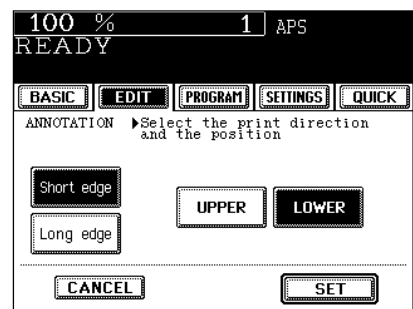 100 % 1 APS
READY
BASIC EDIT PROGRAM SETTINGS QUICK
ANNOTATION ▶Select the print direction
and the position
Short edge
UPPER LOWER
Long edge
CANCEL SET